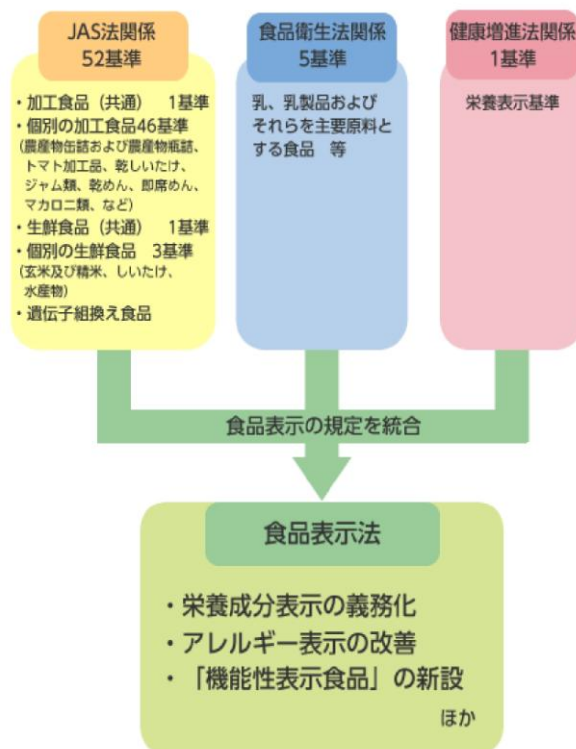 JAS法関係
52基準
・加工食品（共通）　1基準
・個別の加工食品46基準
(農産物缶詰および農産物瓶詰、
トマト加工品、乾しいたけ、
ジャム類、乾めん、即席めん、
マカロニ類、など)
・生鮮食品（共通）　1基準
・個別の生鮮食品　3基準
(玄米及び精米、しいたけ、
水産物)
・遺伝子組換え食品
食品衛生法関係
5基準
乳、乳製品および
それらを主要原料と
する食品　等
健康増進法関係
1基準
栄養表示基準
食品表示の規定を統合
食品表示法
・栄養成分表示の義務化
・アレルギー表示の改善
・「機能性表示食品」の新設
ほか